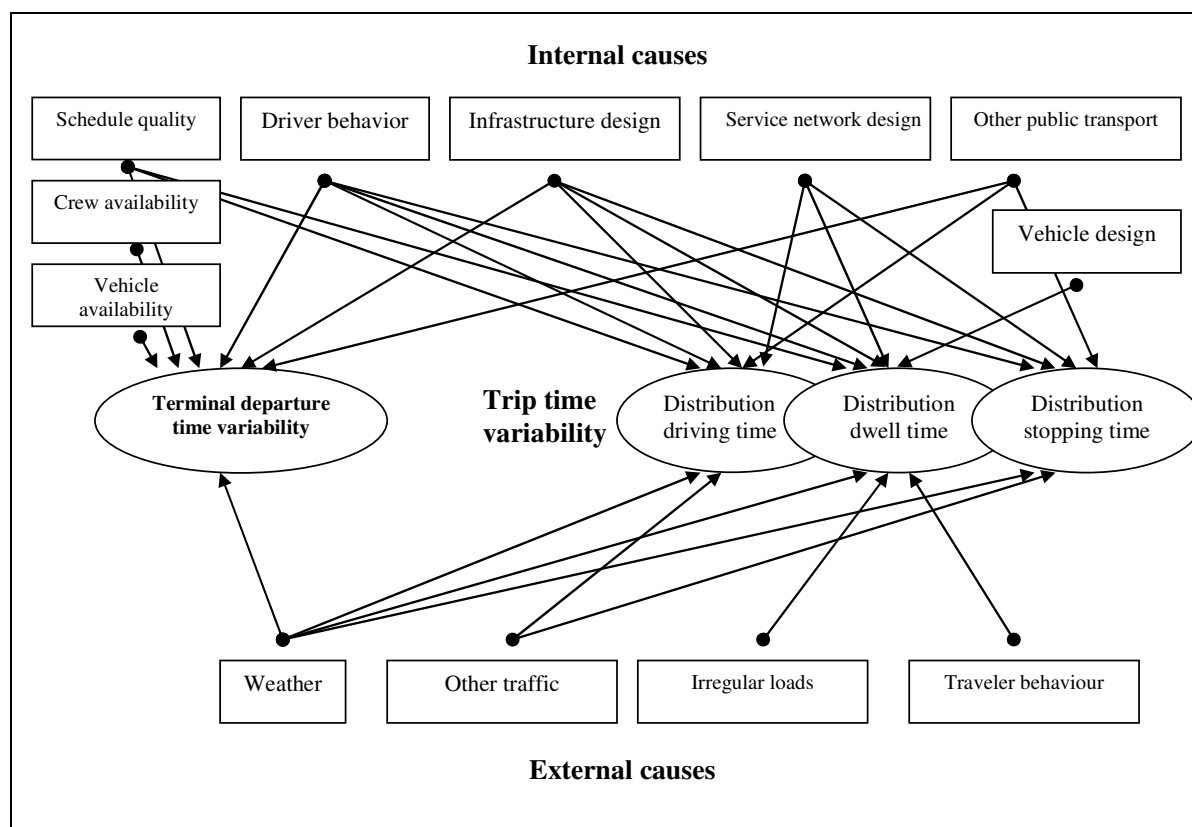 Internal causes
Schedule quality
Driver behavior
Infrastructure design
Service network design
Other public transport
Crew availability
Vehicle design
Vehicle
availability
Terminal departure
time variability
Trip time
variability
Distribution
driving time
Distribution
dwell time
Distribution
stopping time
Weather
Other traffic
Irregular loads
Traveler behaviour
External causes